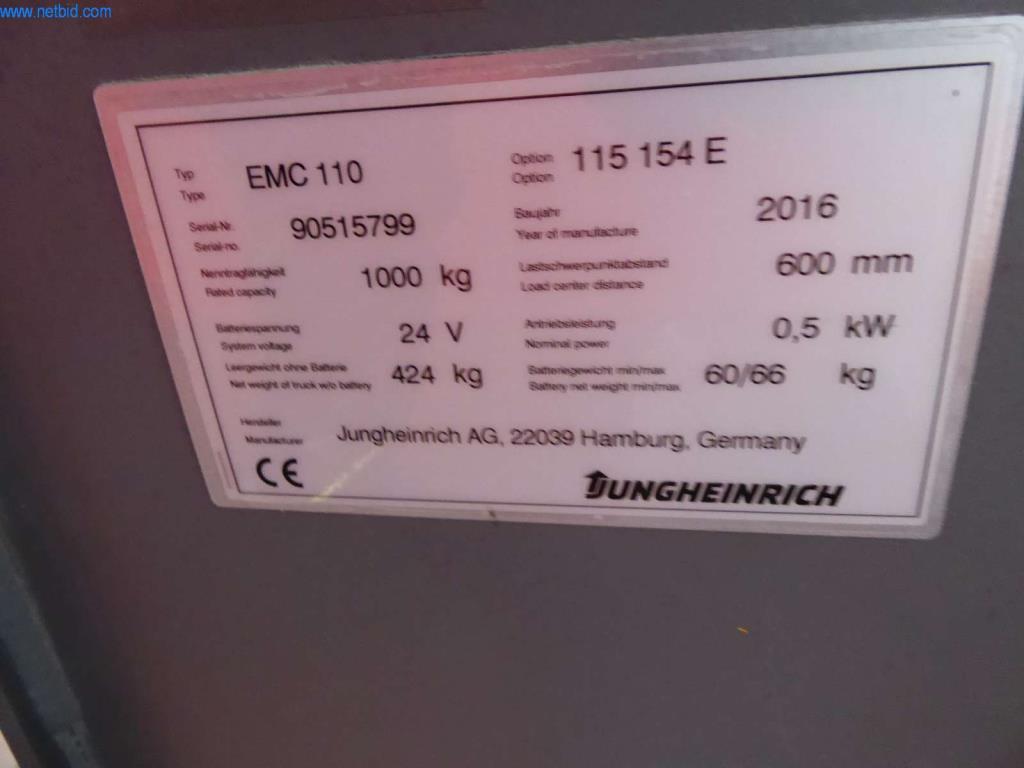 www.netbid.com
Typ
Type
EMC 110
Option
Option
115 154 E
Serial-Nr.
Serial-no.
90515799
Baujahr
Year of manufacture
2016
Nenntragfähigkeit
Rated capacity
1000 kg
Lastschwerpunktabstand
Load center distance
600 mm
Batteriespannung
System voltage
24 V
Antriebsleistung
Nominal power
0,5 kW
Leergewicht ohne Batterie
Net weight of truck w/o battery
424 kg
Batteriegewicht min/max
Battery net weight min/max
60/66 kg
Hersteller
Manufacturer
Jungheinrich AG, 22039 Hamburg, Germany
CE
JUNGHEINRICH